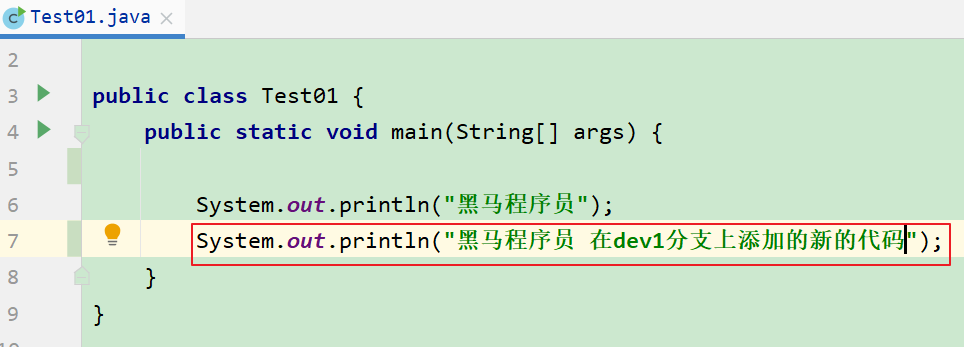 Test01.java
2
3 public class Test01 {
4 public static void main(String[] args) {
5
6 System.out.println("黑马程序员");
7 System.out.println("黑马程序员 在dev1分支上添加的新的代码");
8 }
9 }